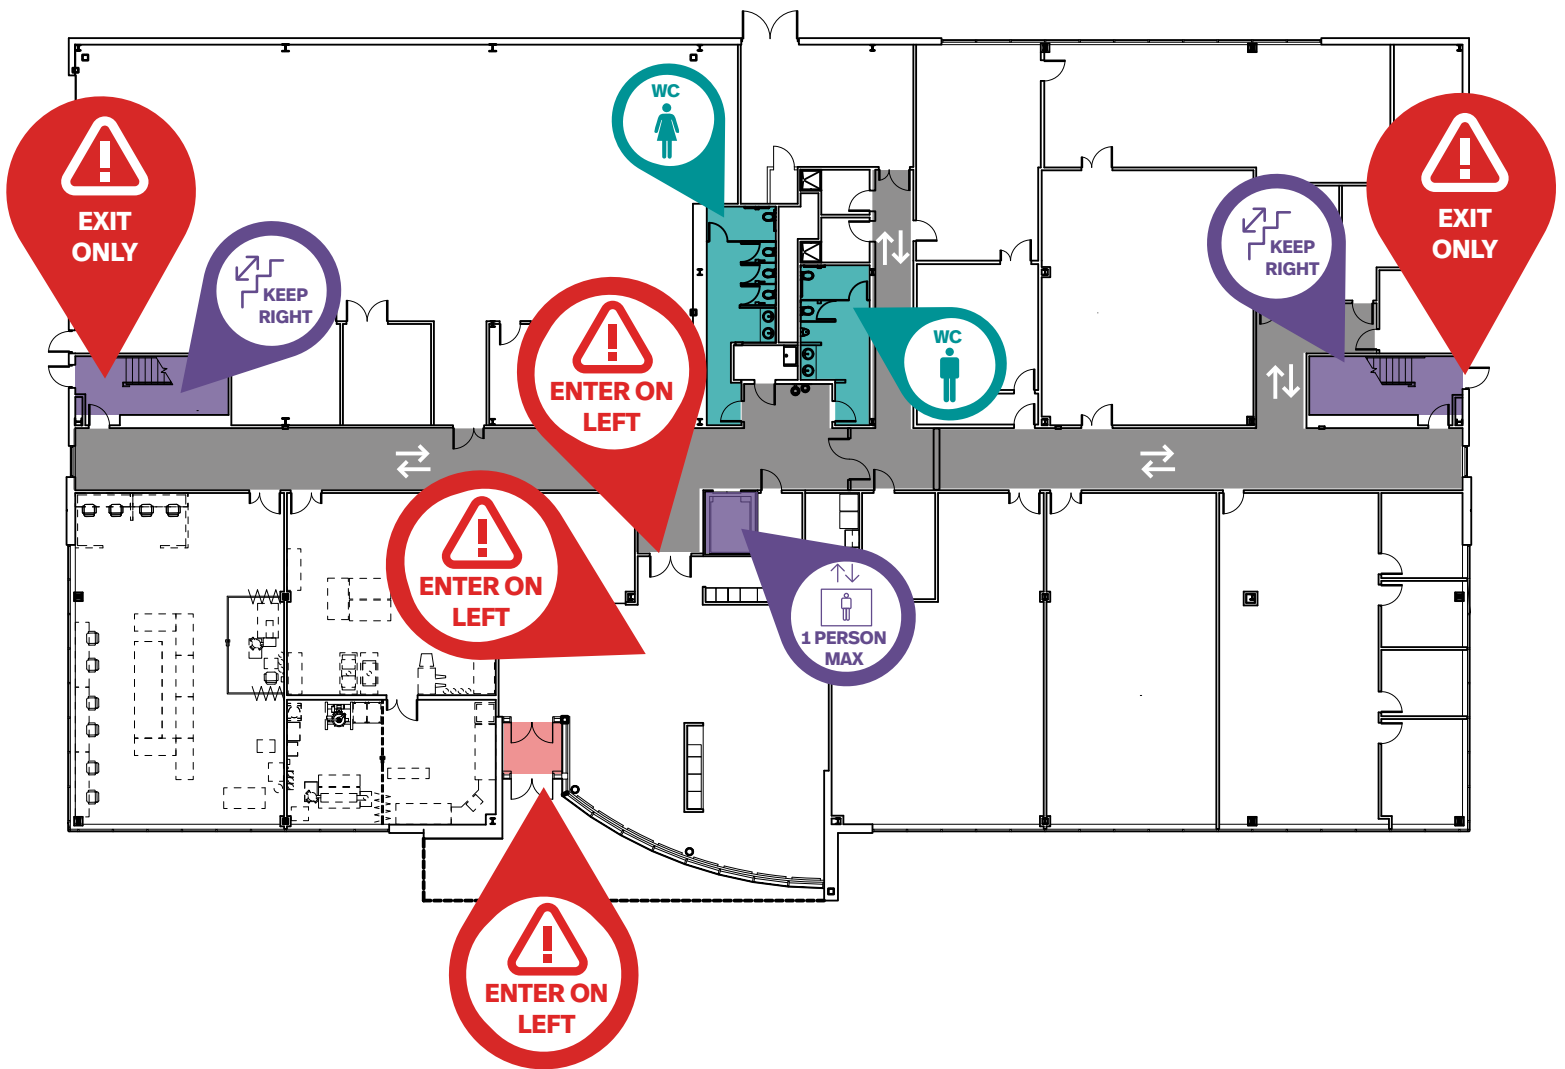 WC
EXIT
ONLY
EXIT
ONLY
KEEP
RIGHT
KEEP
RIGHT
WC
ENTER ON
LEFT
ENTER ON
LEFT
1 PERSON
MAX
ENTER ON
LEFT